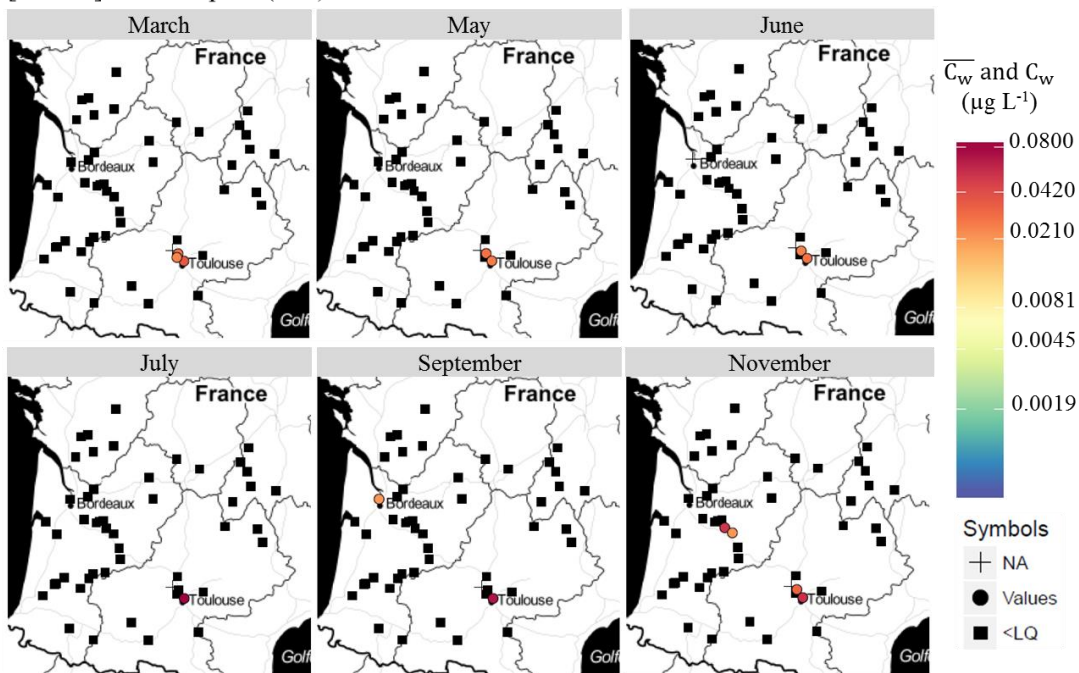 March
May
June
France
France
France
Bordeaux
Bordeaux
Bordeaux
Toulouse
Toulouse
Toulouse
Golf
Golf
Golf
July
September
November
France
France
France
Bordeaux
Bordeaux
Bordeaux
Toulouse
Toulouse
Toulouse
Golf
Golf
Golf
C̅w̅ and Cw
(µg L⁻¹)
0.0800
0.0420
0.0210
0.0081
0.0045
0.0019
Symbols
NA
Values
<LQ